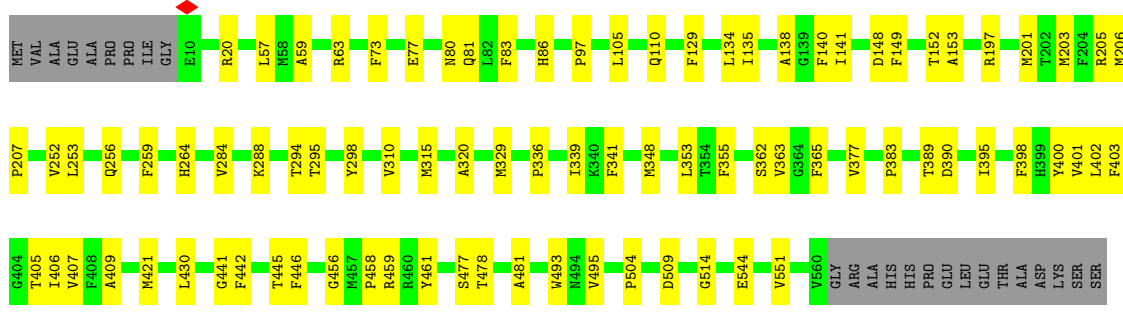 MET VAL ALA GLU ALA PRO PRO ILE GLY E10 R20 L57 M58 A59 R63 F73 E77 N80 Q81 L82 F83 H86 P97 L105 Q110 F129 L134 I135 A138 G139 F140 I141 D148 F149 T152 A153 R197 M201 T202 M203 F204 R205 M206
P207 V252 L253 Q256 F259 H264 V284 K288 T294 T295 Y298 V310 M315 A320 M329 P336 I339 K340 F341 M348 L353 T354 F355 S362 V363 G364 F365 V377 P383 T389 D390 I395 F398 H399 Y400 V401 L402 F403
G404 T405 I406 V407 F408 A409 M421 L430 G441 F442 T445 F446 G456 M457 P458 R459 R460 Y461 S477 T478 A481 W493 N494 V495 P504 D509 G514 E544 V551 V560 GLY ARG ALA HIS HIS PRO GLU LEU GLU THR ALA ASP LYS SER SER